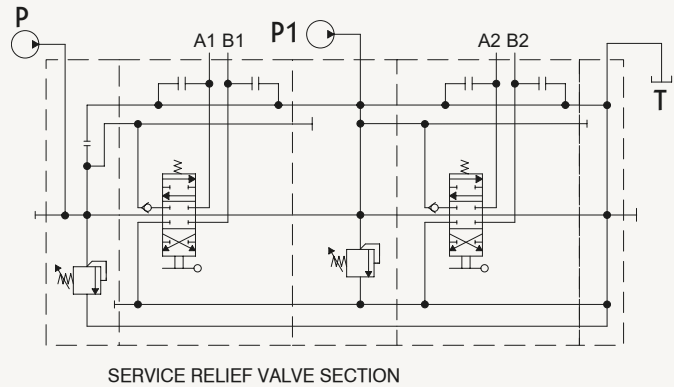 P
P1
A1 B1
A2 B2
T
SERVICE RELIEF VALVE SECTION